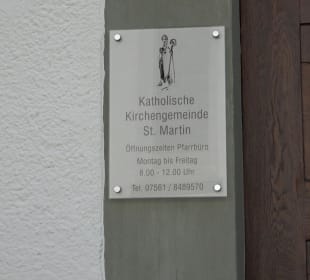 Katholische
Kirchengemeinde
St. Martin
Öffnungszeiten Pfarrbüro
Montag bis Freitag
8.00 - 12.00 Uhr
Tel. 07561 / 8489570